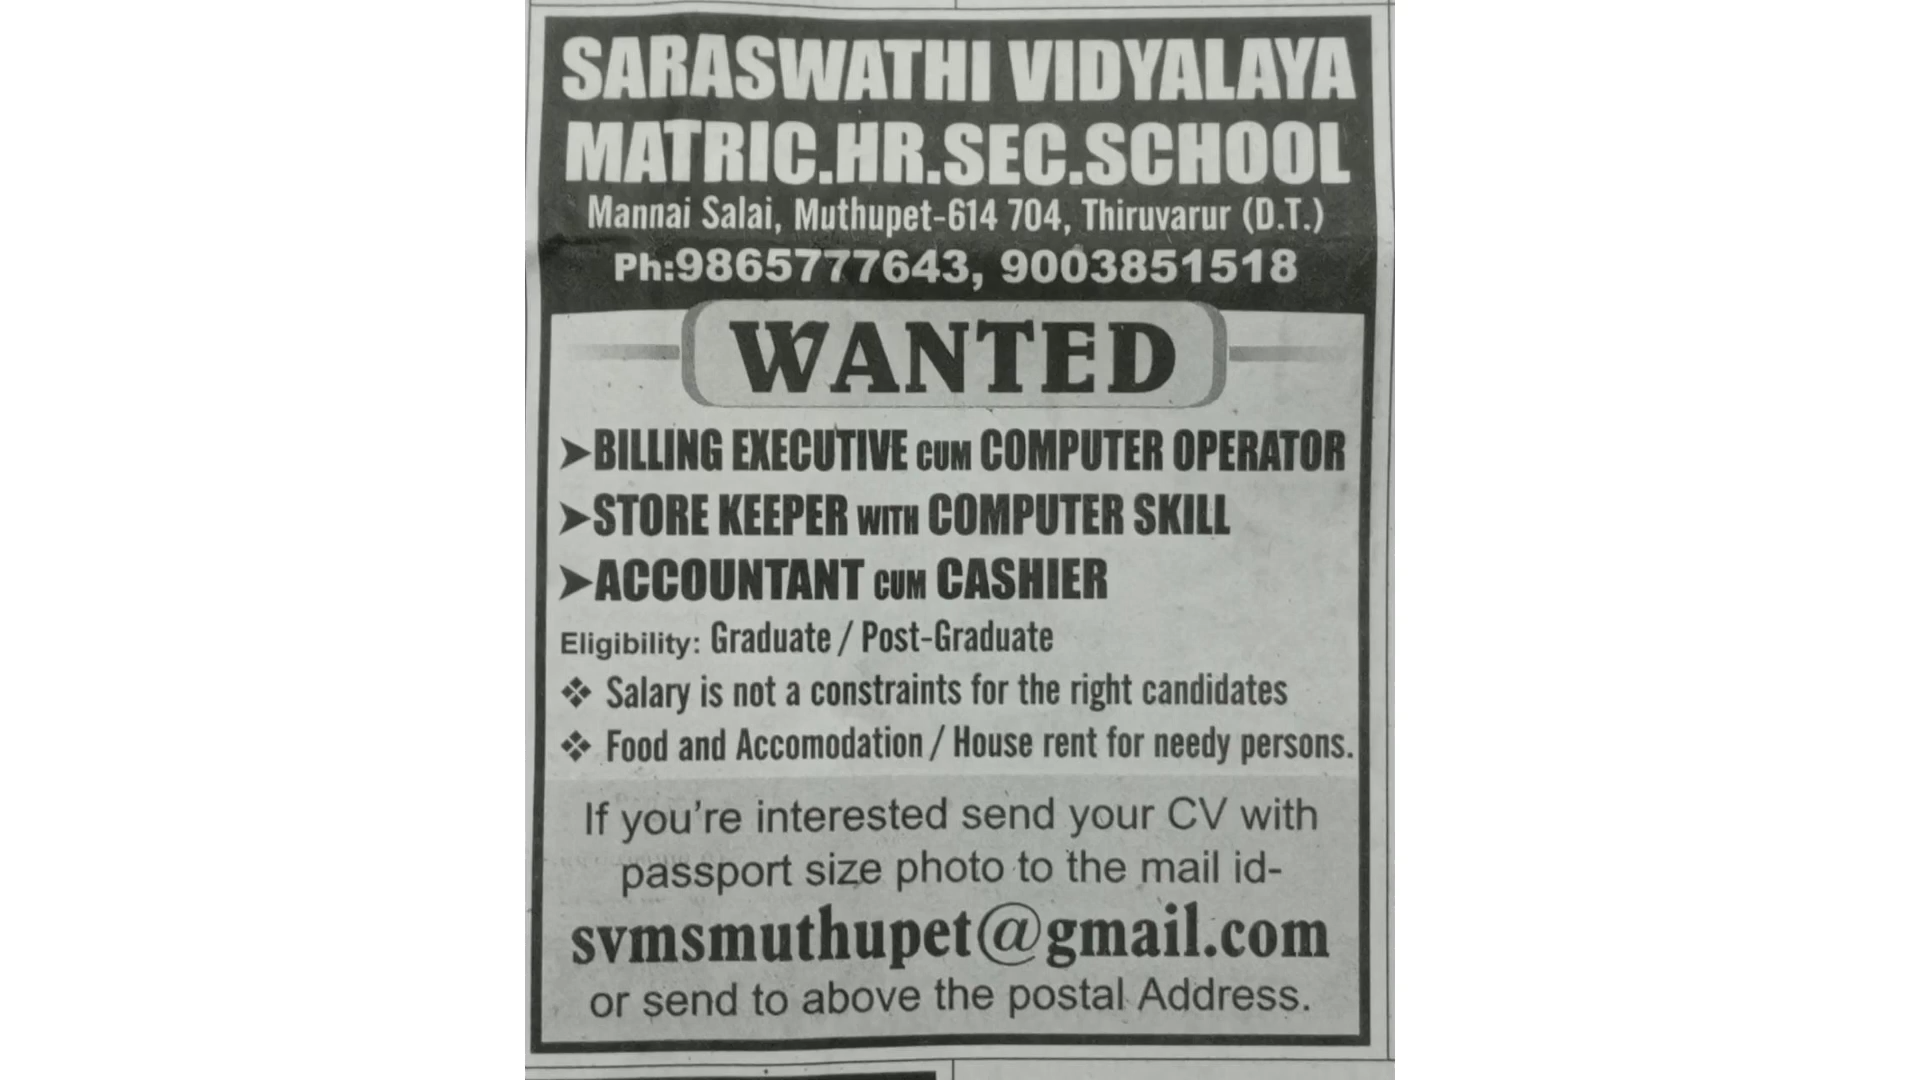 SARASWATHI VIDYALAYA
MATRIC.HR.SEC.SCHOOL
Mannai Salai, Muthupet-614 704, Thiruvarur (D.T.)
Ph:9865777643, 9003851518
WANTED
➤BILLING EXECUTIVE CUM COMPUTER OPERATOR
➤STORE KEEPER WITH COMPUTER SKILL
➤ACCOUNTANT CUM CASHIER
Eligibility: Graduate / Post-Graduate
❖ Salary is not a constraints for the right candidates
❖ Food and Accomodation / House rent for needy persons.
If you're interested send your CV with
passport size photo to the mail id-
svmsmuthupet@gmail.com
or send to above the postal Address.